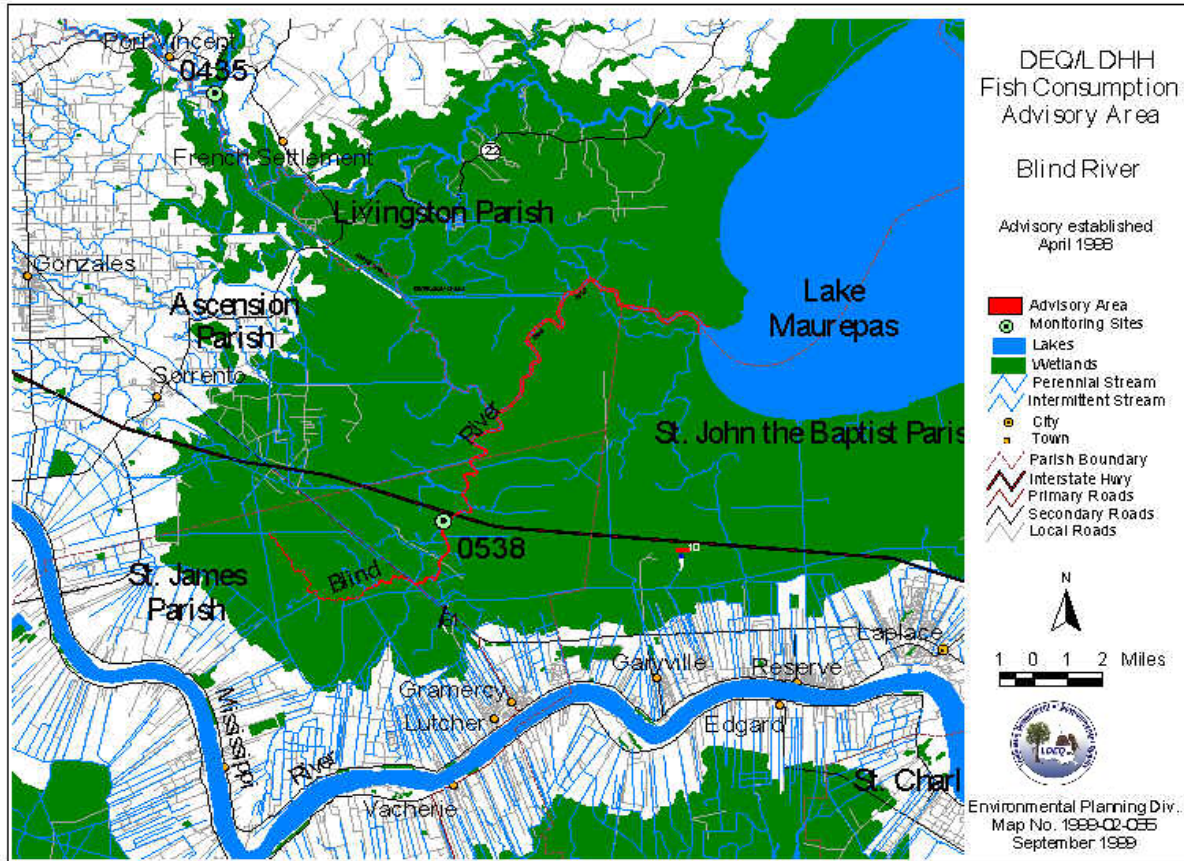 DEQ/LDHH
Fish Consumption
Advisory Area
Blind River
Advisory established
April 1998
Advisory Area
Monitoring Sites
Lakes
Wetlands
Perennial Stream
Intermittent Stream
City
Town
Parish Boundary
Interstate Hwy
Primary Roads
Secondary Roads
Local Roads
N
1 0 1 2 Miles
LDEQ
Environmental Planning Div.
Map No. 1999-02-035
September 1999
Port Vincent
0435
French Settlement
22
Livingston Parish
Gonzales
Ascension
Parish
Lake
Maurepas
Sorrento
River
St. John the Baptist Paris
0538
10
Blind
St. James
Parish
61
Laplace
Garyville
Reserve
Gramercy
Lutcher
Edgard
Mississippi
River
Vacherie
St. Charl